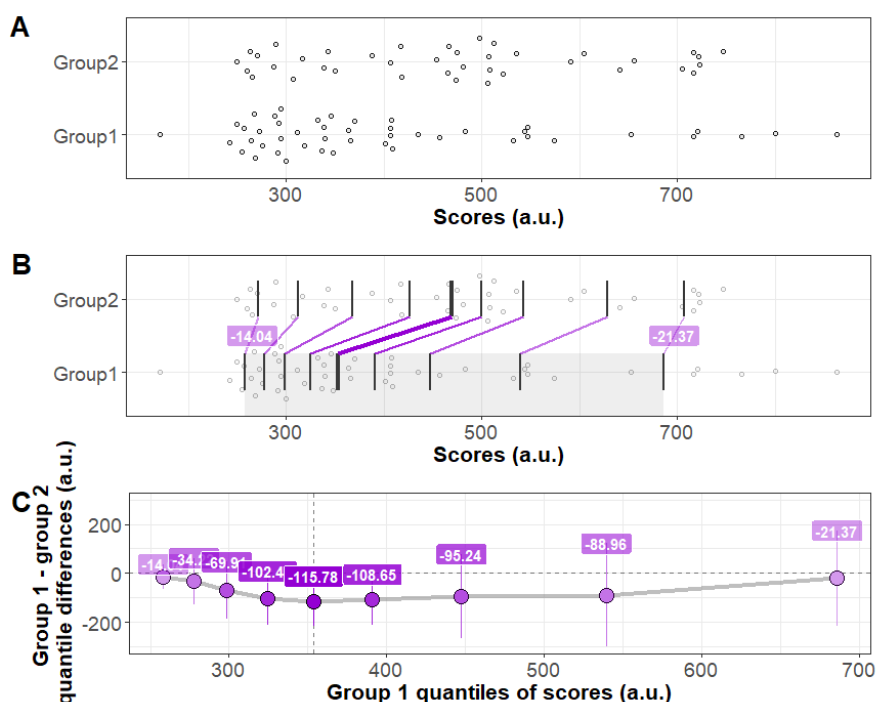 A
Group2
Group1
300 500 700
Scores (a.u.)
B
Group2
-14.04 -21.37
Group1
300 500 700
Scores (a.u.)
C
Group 1 - group 2
quantile differences (a.u.)
200
0
-200
-69.91
-115.78
-108.65
-95.24
-88.96
-21.37
300 400 500 600 700
Group 1 quantiles of scores (a.u.)